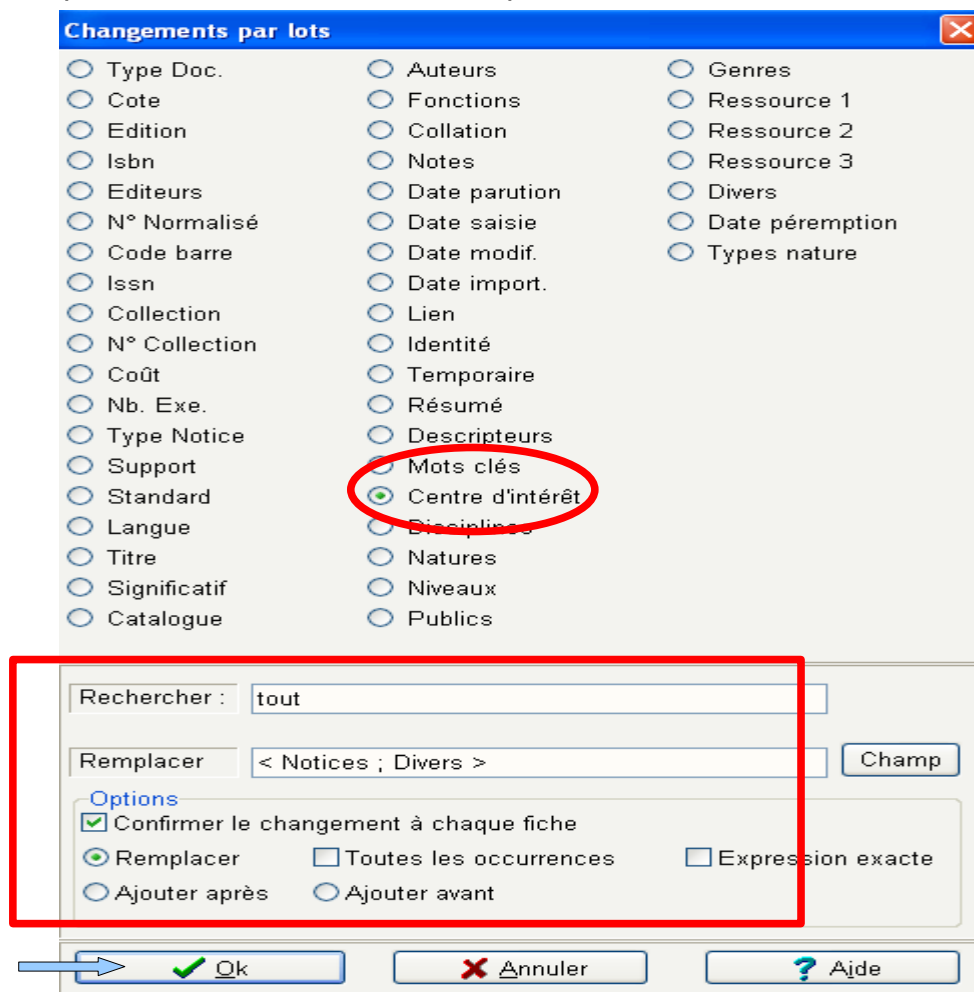 Changements par lots
Type Doc.
Cote
Edition
Isbn
Editeurs
N° Normalisé
Code barre
Issn
Collection
N° Collection
Coût
Nb. Exe.
Type Notice
Support
Standard
Langue
Titre
Significatif
Catalogue
Auteurs
Fonctions
Collation
Notes
Date parution
Date saisie
Date modif.
Date import.
Lien
Identité
Temporaire
Résumé
Descripteurs
Mots clés
Centre d'intérêt
Disciplines
Natures
Niveaux
Publics
Genres
Ressource 1
Ressource 2
Ressource 3
Divers
Date péremption
Types nature
Rechercher : tout
Remplacer < Notices ; Divers > Champ
Options
Confirmer le changement à chaque fiche
Remplacer Toutes les occurrences Expression exacte
Ajouter après Ajouter avant
Ok Annuler Aide